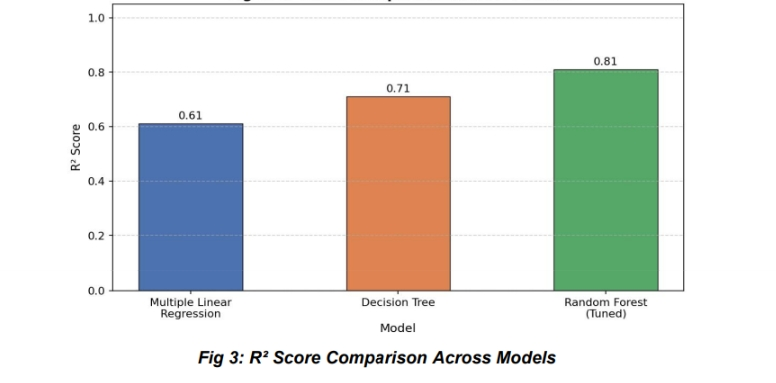 1.0
0.8
0.6
0.4
0.2
0.0
R² Score
0.61
0.71
0.81
Multiple Linear
Regression
Decision Tree
Random Forest
(Tuned)
Model
Fig 3: R² Score Comparison Across Models